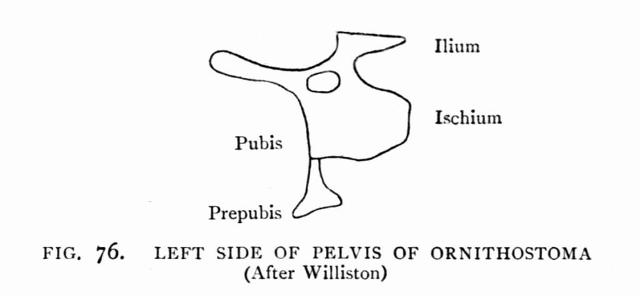 Ilium
Ischium
Pubis
Prepubis
FIG. 76. LEFT SIDE OF PELVIS OF ORNITHOSTOMA
(After Williston)